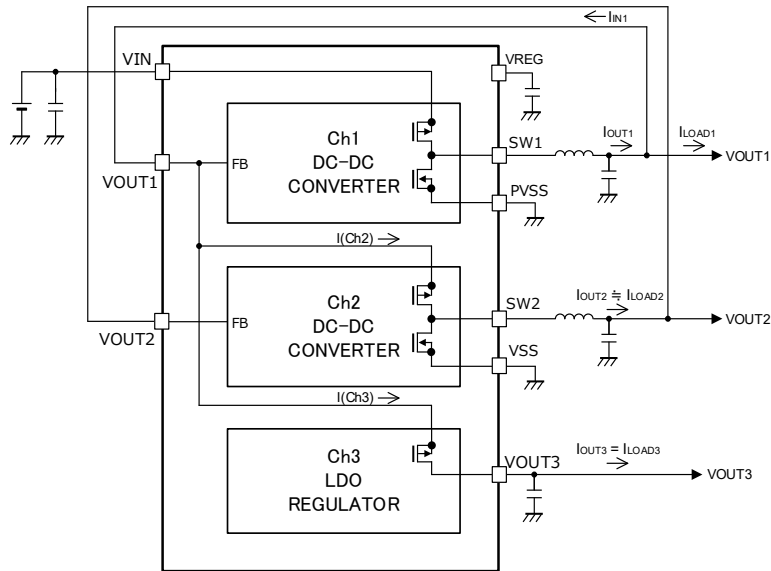 IIN1
VIN
VREG
Ch1
DC-DC
CONVERTER
FB
VOUT1
SW1
PVSS
IOUT1
ILOAD1
VOUT1
I(Ch2)
Ch2
DC-DC
CONVERTER
FB
VOUT2
SW2
VSS
IOUT2 ≒ ILOAD2
VOUT2
I(Ch3)
Ch3
LDO
REGULATOR
VOUT3
IOUT3 = ILOAD3
VOUT3